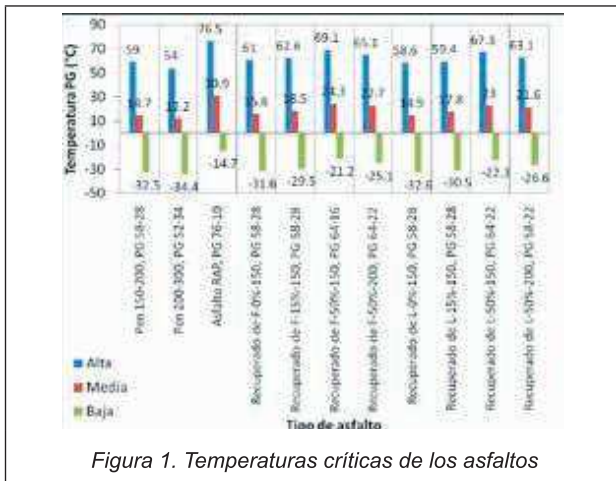 Temperatura PG (°C)
90
70
50
30
10
-10
-30
-50
59
54
76.5
61
62.6
69.1
65.3
58.6
59.4
67.3
63.1
14.7
12.2
30.9
15.8
18.5
24.3
22.7
14.9
17.8
23
21.6
-32.5
-34.4
-14.7
-31.6
-29.5
-21.2
-25.1
-32.6
-30.5
-22.3
-26.6
Pen 150-200, PG 58-28
Pen 200-300, PG 52-34
Asfalto RAP, PG 76-10
Recuperado de F-0%-150, PG 58-28
Recuperado de F-15%-150, PG 58-28
Recuperado de F-50%-150, PG 64-16
Recuperado de F-50%-200, PG 64-22
Recuperado de L-0%-150, PG 58-28
Recuperado de L-15%-150, PG 58-28
Recuperado de L-50%-150, PG 64-22
Recuperado de L-50%-200, PG 58-22
Alta
Media
Baja
Tipo de asfalto
Figura 1. Temperaturas críticas de los asfaltos